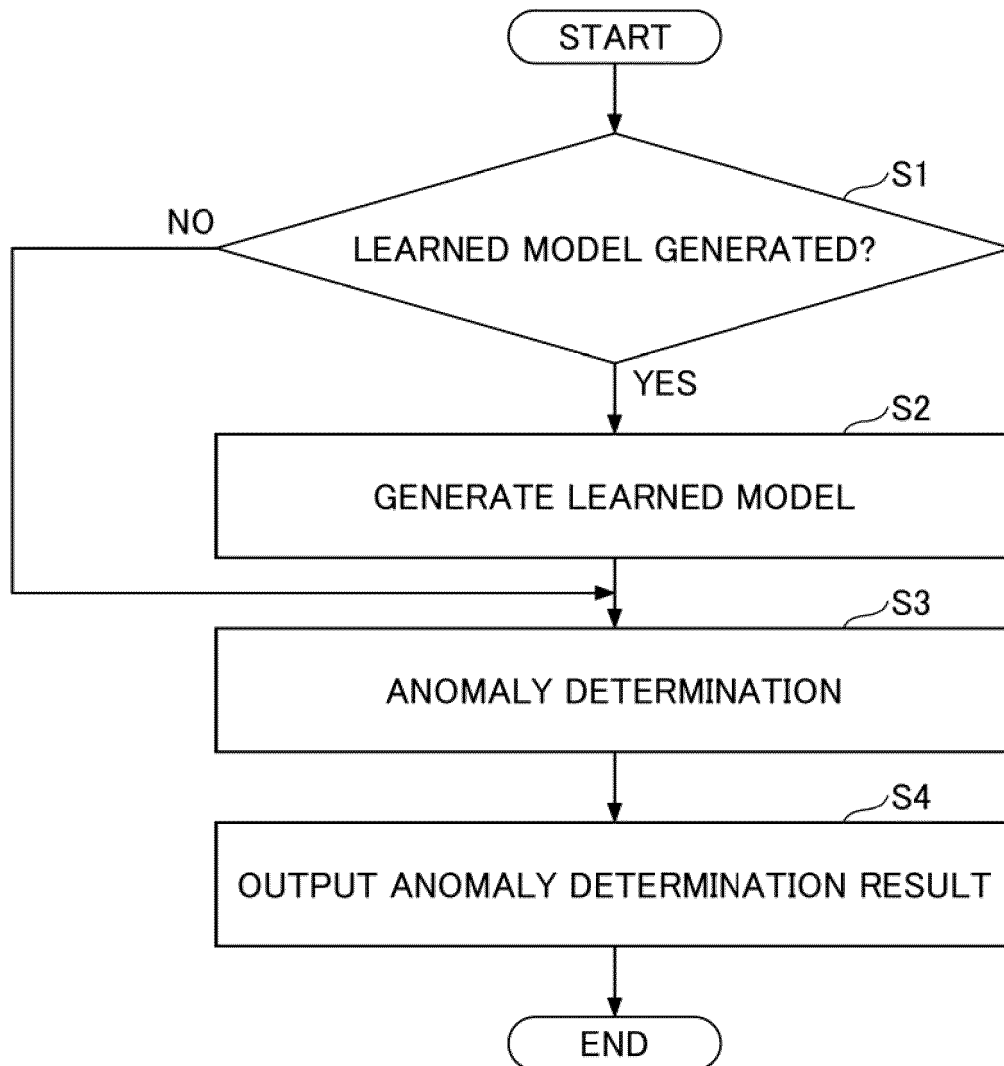 START
S1
NO
LEARNED MODEL GENERATED?
YES
S2
GENERATE LEARNED MODEL
S3
ANOMALY DETERMINATION
S4
OUTPUT ANOMALY DETERMINATION RESULT
END